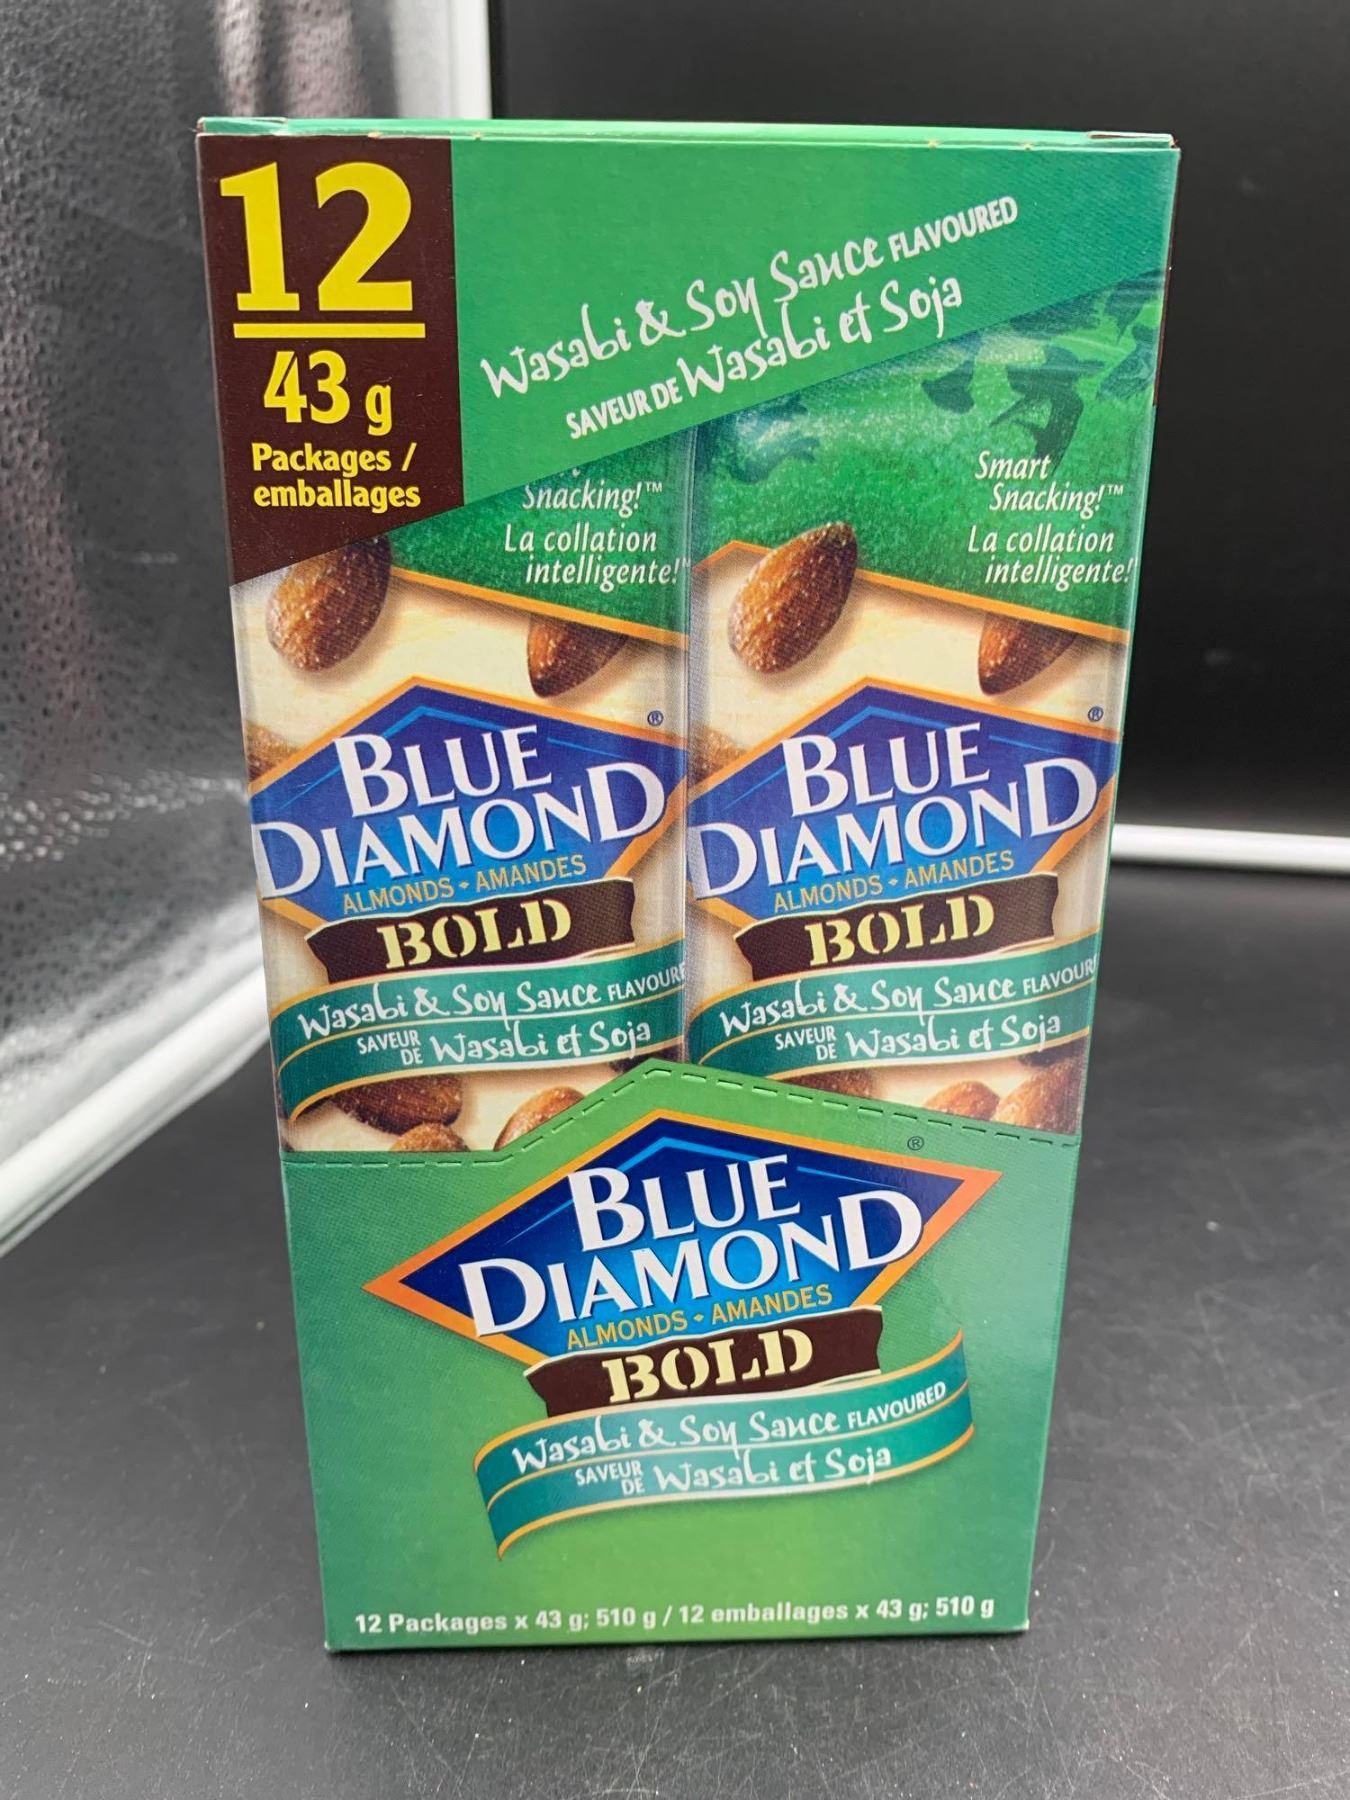 12
43 g
Packages /
emballages
Wasabi & Soy Sauce FLAVOURED
SAVEUR DE Wasabi et Soja
Snacking!™
La collation
intelligente!™
Smart
Snacking!™
La collation
intelligente!
BLUE ®
DIAMOND
ALMONDS • AMANDES
BOLD
Wasabi & Soy Sauce
SAVEUR DE Wasabi et Soja
BLUE ®
DIAMOND
ALMONDS • AMANDES
BOLD
Wasabi & Soy Sauce
SAVEUR DE Wasabi et Soja
BLUE ®
DIAMOND
ALMONDS • AMANDES
BOLD
Wasabi & Soy Sauce FLAVOURED
SAVEUR DE Wasabi et Soja
12 Packages x 43 g; 510 g / 12 emballages x 43 g; 510 g